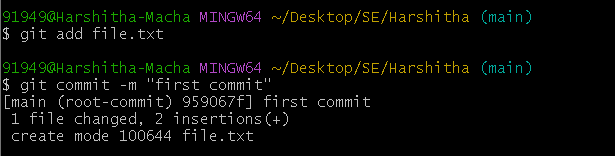 91949@Harshitha-Macha MINGW64 ~/Desktop/SE/Harshitha (main)
$ git add file.txt
91949@Harshitha-Macha MINGW64 ~/Desktop/SE/Harshitha (main)
$ git commit -m "first commit"
[main (root-commit) 959067f] first commit
1 file changed, 2 insertions(+)
create mode 100644 file.txt